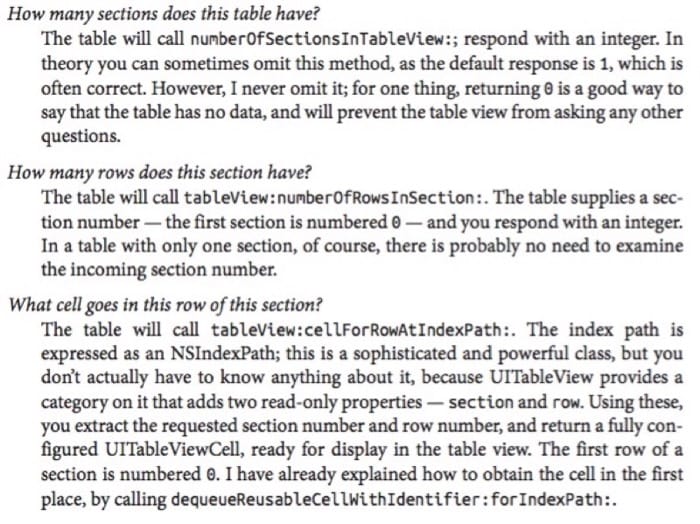 How many sections does this table have?
The table will call numberOfSectionsInTableView:; respond with an integer. In
theory you can sometimes omit this method, as the default response is 1, which is
often correct. However, I never omit it; for one thing, returning 0 is a good way to
say that the table has no data, and will prevent the table view from asking any other
questions.
How many rows does this section have?
The table will call tableView:numberOfRowsInSection:. The table supplies a sec-
tion number — the first section is numbered 0 — and you respond with an integer.
In a table with only one section, of course, there is probably no need to examine
the incoming section number.
What cell goes in this row of this section?
The table will call tableView:cellForRowAtIndexPath:. The index path is
expressed as an NSIndexPath; this is a sophisticated and powerful class, but you
don’t actually have to know anything about it, because UITableView provides a
category on it that adds two read-only properties — section and row. Using these,
you extract the requested section number and row number, and return a fully con-
figured UITableViewCell, ready for display in the table view. The first row of a
section is numbered 0. I have already explained how to obtain the cell in the first
place, by calling dequeueReusableCellWithIdentifier:forIndexPath:.